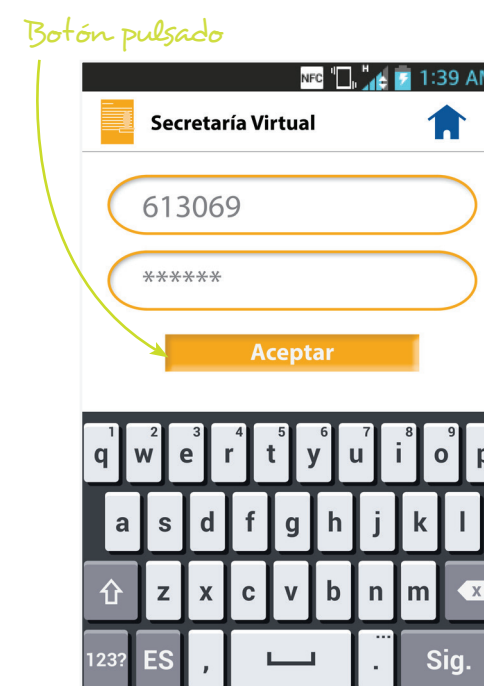 Botón pulsado
NFC H 1:39 AM
Secretaría Virtual
613069
******
Aceptar
1 2 3 4 5 6 7 8 9
q w e r t y u i o p
a s d f g h j k l
z x c v b n m x
123? ES , ... . Sig.